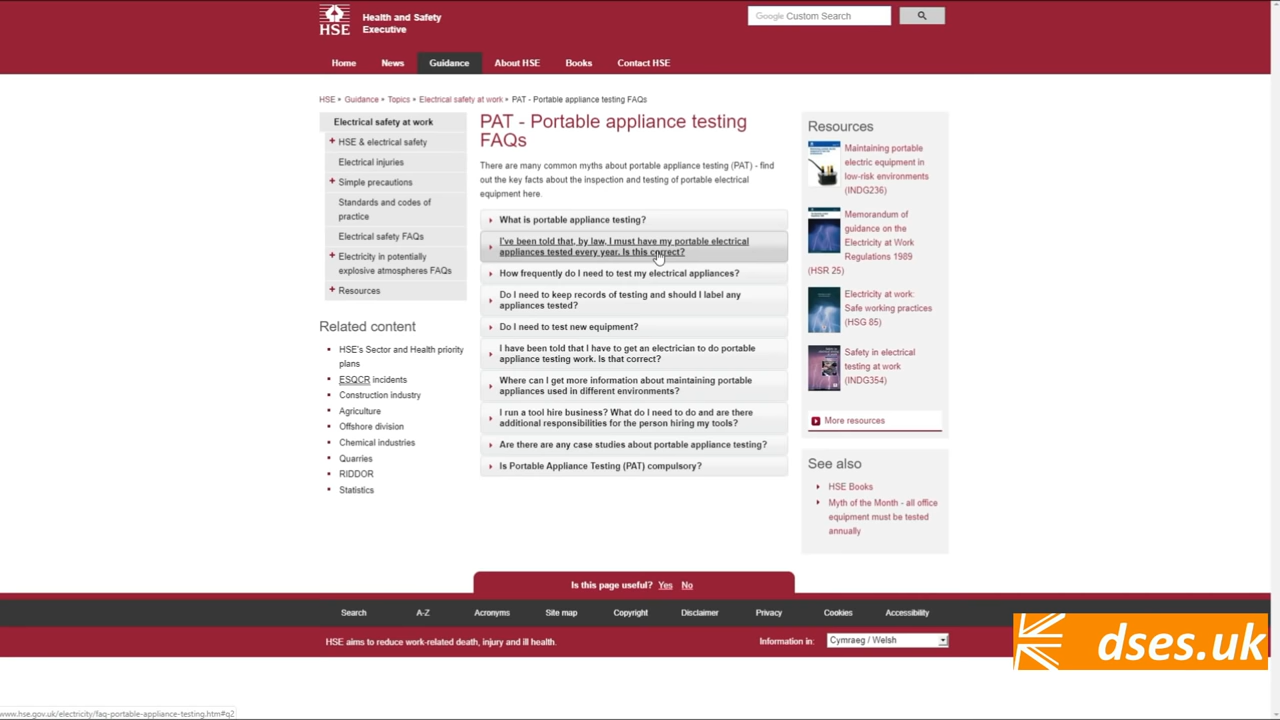 HSE
Health and Safety
Executive
Google Custom Search
Home News Guidance About HSE Books Contact HSE
HSE Guidance Topics Electrical safety at work PAT - Portable appliance testing FAQs
Electrical safety at work
+ HSE & electrical safety
Electrical injuries
+ Simple precautions
Standards and codes of
practice
Electrical safety FAQs
+ Electricity in potentially
explosive atmospheres FAQs
+ Resources
Related content
HSE's Sector and Health priority
plans
ESQCR incidents
Construction industry
Agriculture
Offshore division
Chemical industries
Quarries
RIDDOR
Statistics
PAT - Portable appliance testing
FAQs
There are many common myths about portable appliance testing (PAT) - find
out the key facts about the inspection and testing of portable electrical
equipment here.
What is portable appliance testing?
I've been told that, by law, I must have my portable electrical
appliances tested every year. Is this correct?
How frequently do I need to test my electrical appliances?
Do I need to keep records of testing and should I label any
appliances tested?
Do I need to test new equipment?
I have been told that I have to get an electrician to do portable
appliance testing work. Is that correct?
Where can I get more information about maintaining portable
appliances used in different environments?
I run a tool hire business? What do I need to do and are there
additional responsibilities for the person hiring my tools?
Are there are any case studies about portable appliance testing?
Is Portable Appliance Testing (PAT) compulsory?
Resources
Maintaining portable
electric equipment in
low-risk environments
(INDG236)
Memorandum of
guidance on the
Electricity at Work
Regulations 1989
(HSR 25)
Electricity at work:
Safe working practices
(HSG 85)
Safety in electrical
testing at work
(INDG354)
More resources
See also
HSE Books
Myth of the Month - all office
equipment must be tested
annually
Is this page useful? Yes No
Search A-Z Acronyms Site map Copyright Disclaimer Privacy Cookies Accessibility
HSE aims to reduce work-related death, injury and ill health.
Information in: Cymraeg / Welsh
dses.uk
www.hse.gov.uk/electricity/faq-portable-appliance-testing.htm#q2